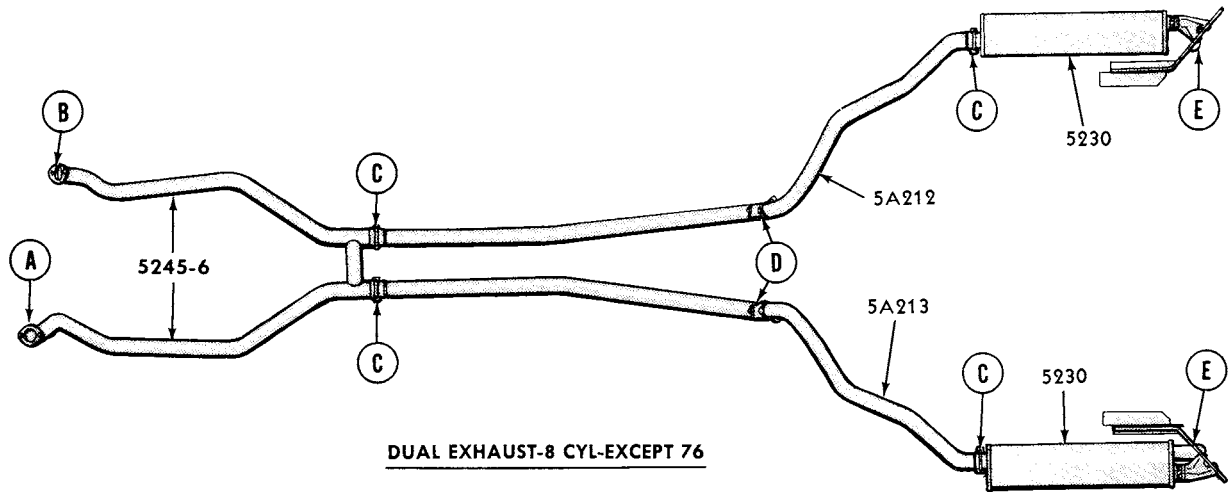 B
C
C
E
5230
5A212
A
5245-6
D
5A213
C
C
5230
E
DUAL EXHAUST-8 CYL-EXCEPT 76